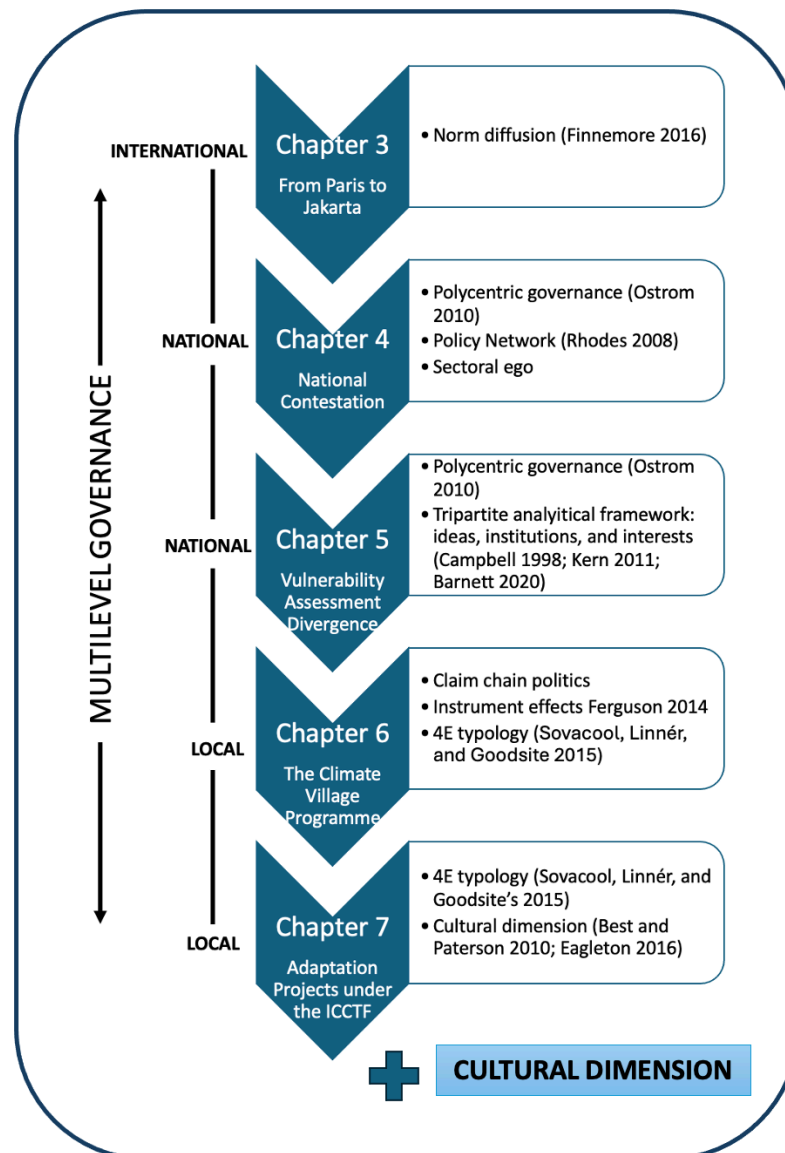 MULTILEVEL GOVERNANCE
INTERNATIONAL
Chapter 3
From Paris to
Jakarta
• Norm diffusion (Finnemore 2016)
NATIONAL
Chapter 4
National
Contestation
• Polycentric governance (Ostrom
2010)
• Policy Network (Rhodes 2008)
• Sectoral ego
NATIONAL
Chapter 5
Vulnerability
Assessment
Divergence
• Polycentric governance (Ostrom
2010)
• Tripartite analyitical framework:
ideas, institutions, and interests
(Campbell 1998; Kern 2011;
Barnett 2020)
LOCAL
Chapter 6
The Climate
Village
Programme
• Claim chain politics
• Instrument effects Ferguson 2014
• 4E typology (Sovacool, Linnér,
and Goodsite 2015)
LOCAL
Chapter 7
Adaptation
Projects under
the ICCTF
• 4E typology (Sovacool, Linnér, and
Goodsite’s 2015)
• Cultural dimension (Best and
Paterson 2010; Eagleton 2016)
CULTURAL DIMENSION